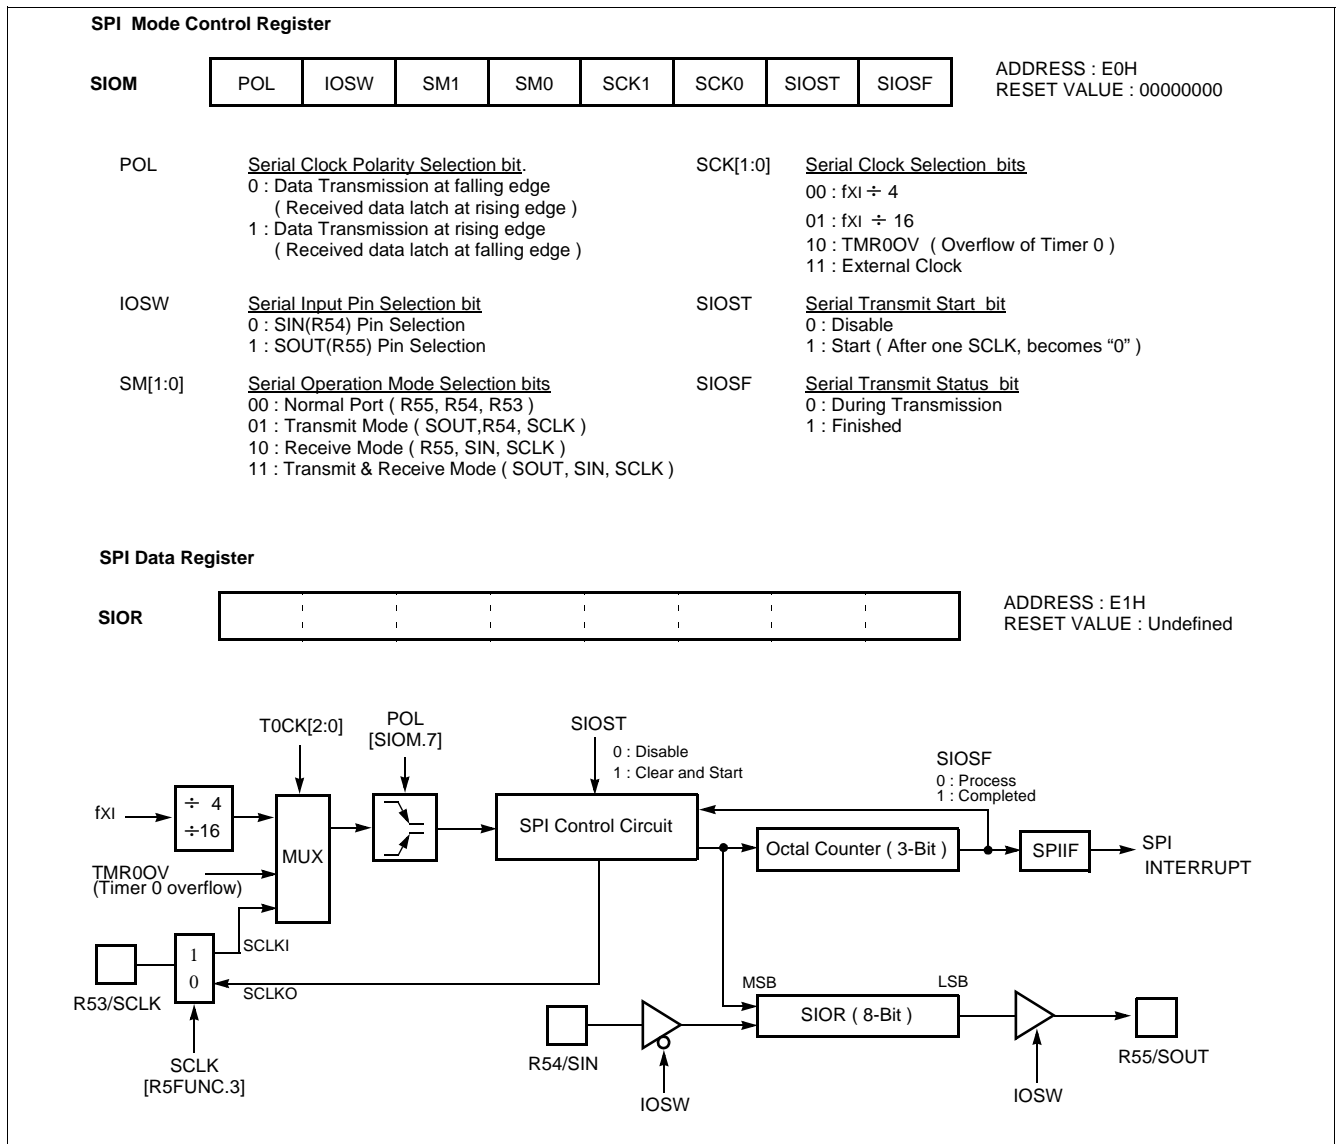 SPI Mode Control Register
SIOM POL IOSW SM1 SM0 SCK1 SCK0 SIOST SIOSF
ADDRESS : E0H
RESET VALUE : 00000000
POL Serial Clock Polarity Selection bit.
0 : Data Transmission at falling edge
( Received data latch at rising edge )
1 : Data Transmission at rising edge
( Received data latch at falling edge )
SCK[1:0] Serial Clock Selection bits
00 : fXI ÷ 4
01 : fXI ÷ 16
10 : TMR0OV ( Overflow of Timer 0 )
11 : External Clock
IOSW Serial Input Pin Selection bit
0 : SIN(R54) Pin Selection
1 : SOUT(R55) Pin Selection
SIOST Serial Transmit Start bit
0 : Disable
1 : Start ( After one SCLK, becomes “0” )
SM[1:0] Serial Operation Mode Selection bits
00 : Normal Port ( R55, R54, R53 )
01 : Transmit Mode ( SOUT,R54, SCLK )
10 : Receive Mode ( R55, SIN, SCLK )
11 : Transmit & Receive Mode ( SOUT, SIN, SCLK )
SIOSF Serial Transmit Status bit
0 : During Transmission
1 : Finished
SPI Data Register
SIOR
ADDRESS : E1H
RESET VALUE : Undefined
T0CK[2:0]
POL
[SIOM.7]
SIOST
0 : Disable
1 : Clear and Start
SIOSF
0 : Process
1 : Completed
fXI
÷ 4
÷16
MUX
SPI Control Circuit
Octal Counter ( 3-Bit )
SPIIF
SPI
INTERRUPT
TMR0OV
(Timer 0 overflow)
SCLKI
1
0
SCLKO
R53/SCLK
SCLK
[R5FUNC.3]
MSB
LSB
SIOR ( 8-Bit )
R54/SIN
IOSW
R55/SOUT
IOSW